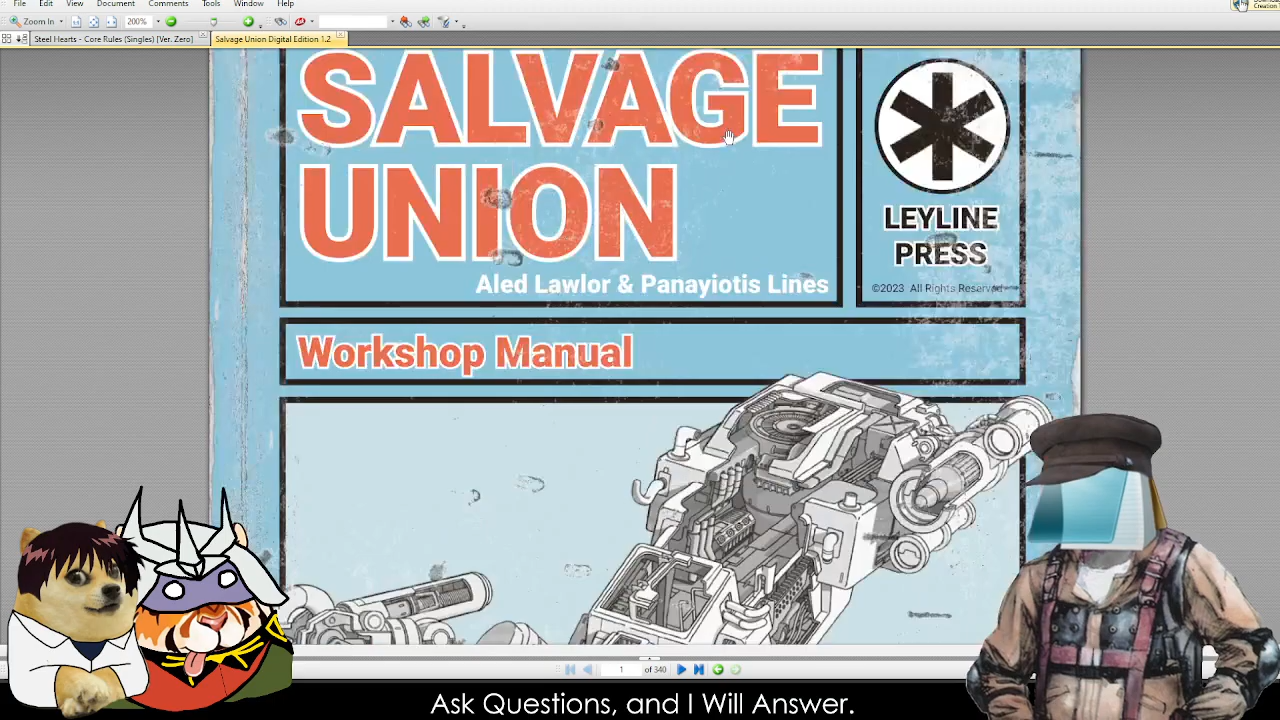 File Edit View Document Comments Tools Window Help
Zoom In 200%
Creation
Steel Hearts - Core Rules (Singles) [Ver. Zero] Salvage Union Digital Edition 1.2
SALVAGE
UNION
Aled Lawlor & Panayiotis Lines
LEYLINE
PRESS
©2023 All Rights Reserved
Workshop Manual
1 of 340
Ask Questions, and I Will Answer.